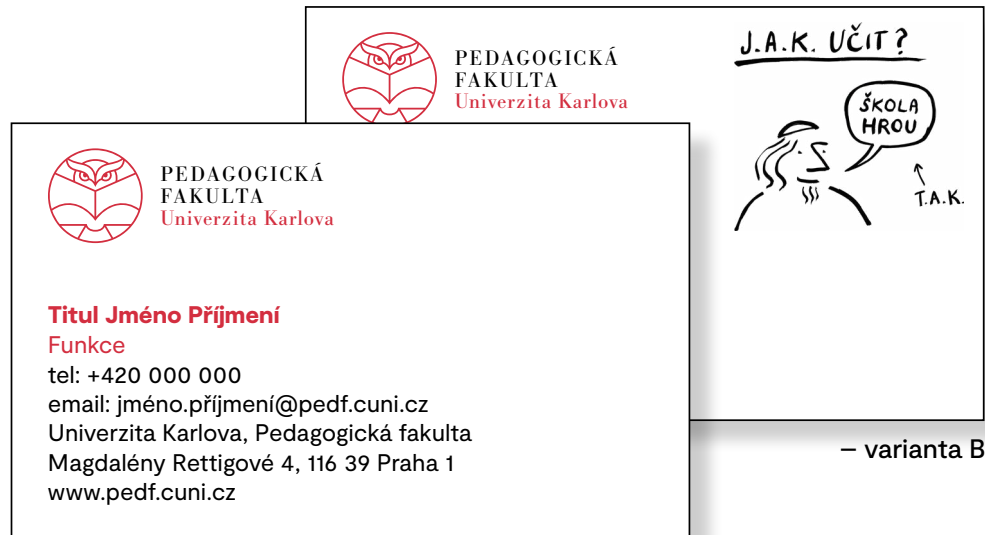 PEDAGOGICKÁ
FAKULTA
Univerzita Karlova
J.A.K. UČIT?
ŠKOLA
HROU
T.A.K.
PEDAGOGICKÁ
FAKULTA
Univerzita Karlova
Titul Jméno Příjmení
Funkce
tel: +420 000 000
email: jméno.příjmení@pedf.cuni.cz
Univerzita Karlova, Pedagogická fakulta
Magdalény Rettigové 4, 116 39 Praha 1
www.pedf.cuni.cz
– varianta B